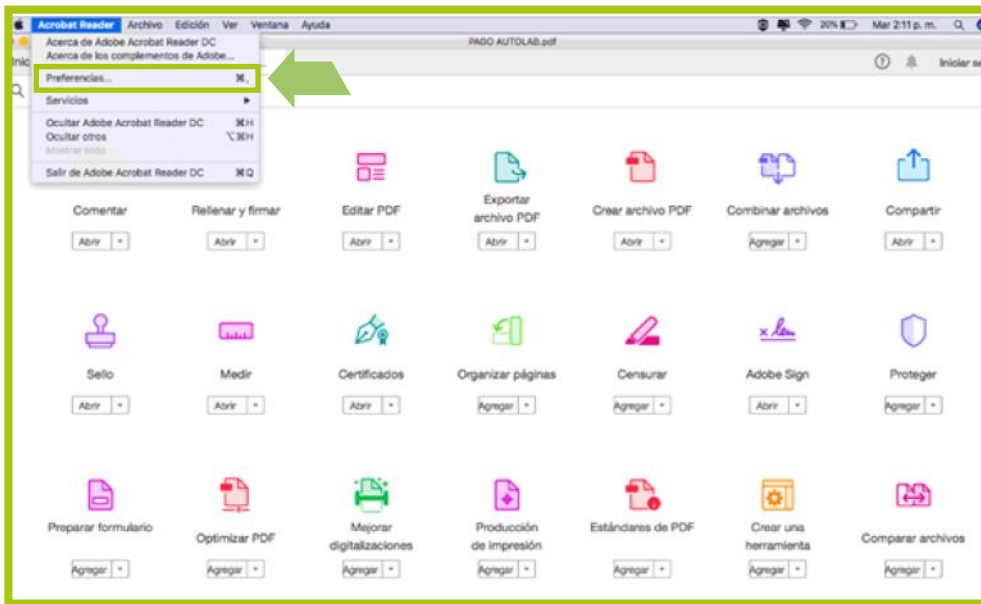 Acrobat Reader Archivo Edición Ver Ventana Ayuda 20% Mar 2:11 p. m.
PAGO AUTOLAB.pdf
Acerca de Adobe Acrobat Reader DC
Acerca de los complementos de Adobe...
Inic
Iniciar se
Preferencias... ⌘,
Servicios
Ocultar Adobe Acrobat Reader DC ⌘H
Ocultar otros ⌥⌘H
Mostrar todo
Salir de Adobe Acrobat Reader DC ⌘Q
Comentar Rellenar y firmar Editar PDF Exportar archivo PDF Crear archivo PDF Combinar archivos Compartir
Abrir Abrir Abrir Abrir Abrir Agregar Abrir
Sello Medir Certificados Organizar páginas Censurar Adobe Sign Proteger
Abrir Abrir Abrir Agregar Agregar Abrir Agregar
Preparar formulario Optimizar PDF Mejorar digitalizaciones Producción de impresión Estándares de PDF Crear una herramienta Comparar archivos
Agregar Agregar Agregar Agregar Agregar Agregar Agregar